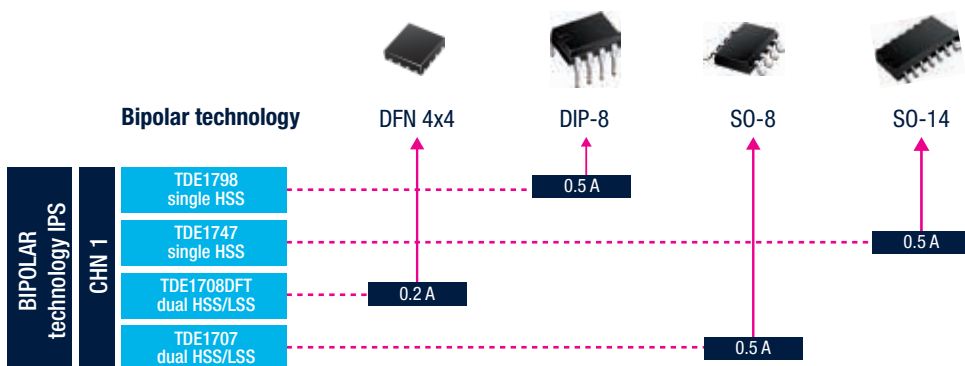 Bipolar technology
DFN 4x4
DIP-8
SO-8
SO-14
BIPOLAR
technology IPS
CHN 1
TDE1798
single HSS
0.5 A
TDE1747
single HSS
0.5 A
TDE1708DFT
dual HSS/LSS
0.2 A
TDE1707
dual HSS/LSS
0.5 A